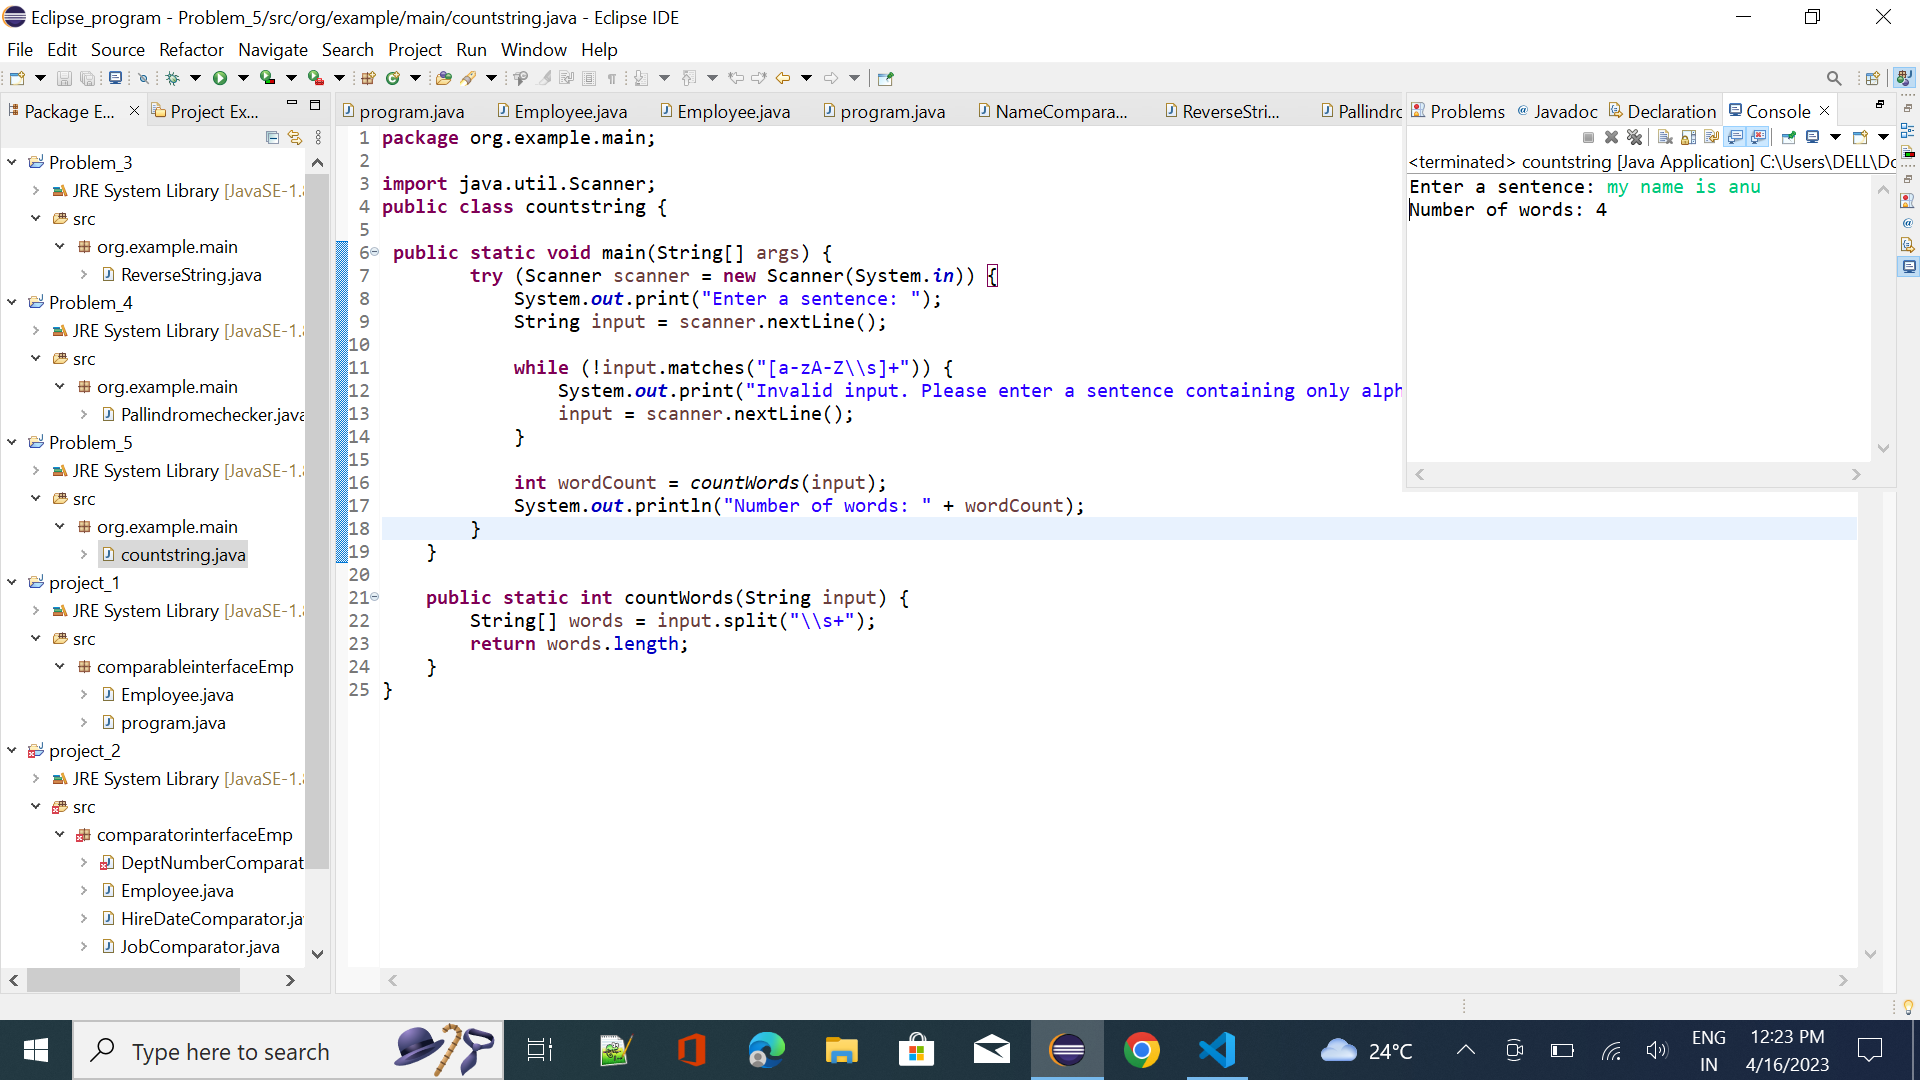 Eclipse_program - Problem_5/src/org/example/main/countstring.java - Eclipse IDE
File Edit Source Refactor Navigate Search Project Run Window Help
Package E... Project Ex...
Problem_3
JRE System Library [JavaSE-1.8
src
org.example.main
ReverseString.java
Problem_4
JRE System Library [JavaSE-1.8
src
org.example.main
Pallindromechecker.java
Problem_5
JRE System Library [JavaSE-1.8
src
org.example.main
countstring.java
project_1
JRE System Library [JavaSE-1.8
src
comparableinterfaceEmp
Employee.java
program.java
project_2
JRE System Library [JavaSE-1.8
src
comparatorinterfaceEmp
DeptNumberComparat
Employee.java
HireDateComparator.ja
JobComparator.java
program.java Employee.java Employee.java program.java NameCompara... ReverseStri... Pallindro
1 package org.example.main;
2
3 import java.util.Scanner;
4 public class countstring {
5
6 public static void main(String[] args) {
7 try (Scanner scanner = new Scanner(System.in)) {
8 System.out.print("Enter a sentence: ");
9 String input = scanner.nextLine();
10
11 while (!input.matches("[a-zA-Z\\s]+")) {
12 System.out.print("Invalid input. Please enter a sentence containing only alph
13 input = scanner.nextLine();
14 }
15
16 int wordCount = countWords(input);
17 System.out.println("Number of words: " + wordCount);
18 }
19 }
20
21 public static int countWords(String input) {
22 String[] words = input.split("\\s+");
23 return words.length;
24 }
25 }
Problems Javadoc Declaration Console
<terminated> countstring [Java Application] C:\Users\DELL\Do
Enter a sentence: my name is anu
Number of words: 4
Type here to search
24°C
ENG
IN
12:23 PM
4/16/2023